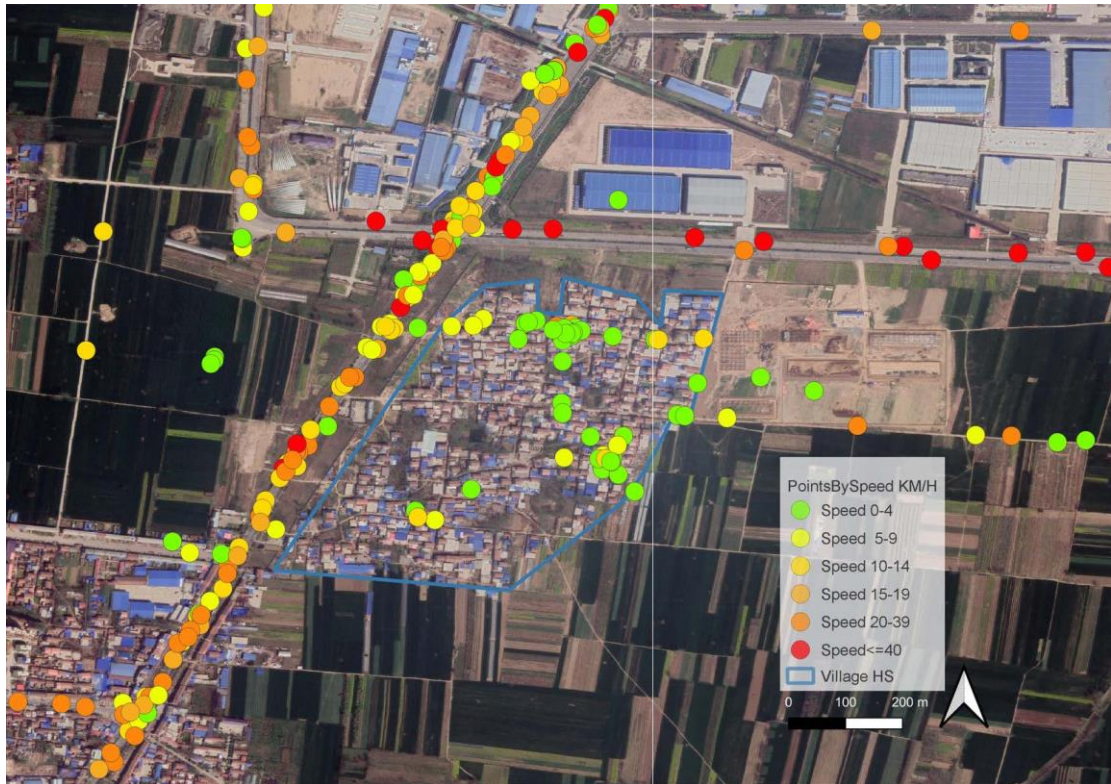 PointsBySpeed KM/H
Speed 0-4
Speed 5-9
Speed 10-14
Speed 15-19
Speed 20-39
Speed<=40
Village HS
0 100 200 m